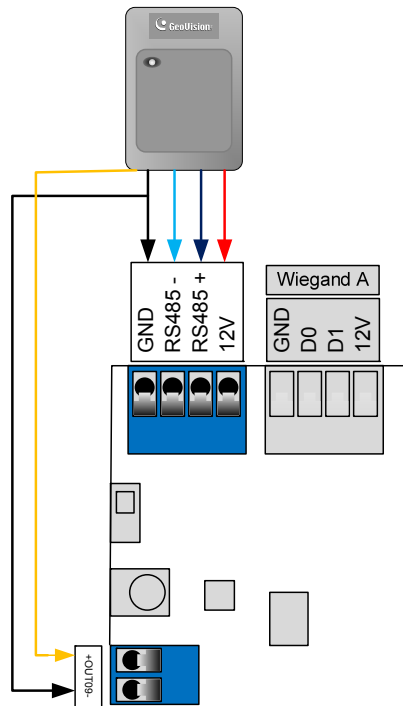 GeoVision
Wiegand A
GND
RS485 -
RS485 +
12V
GND
D0
D1
12V
+OUT09-